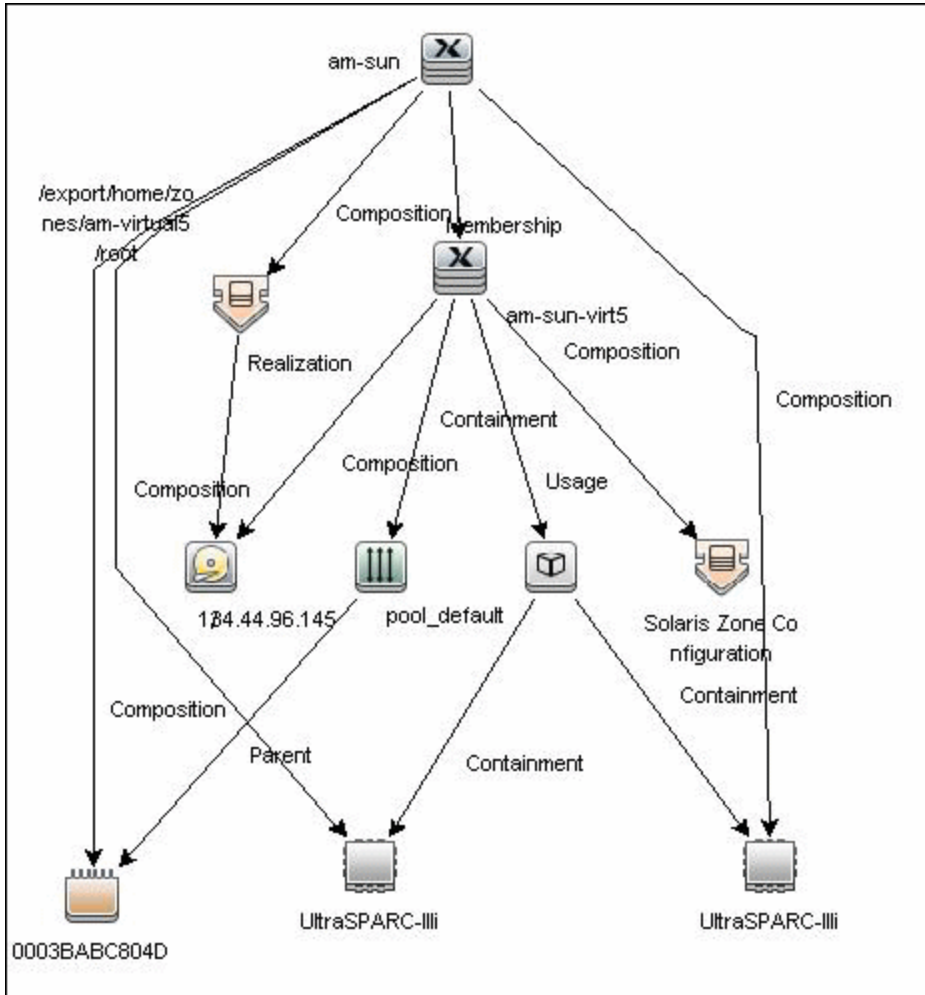 am-sun
/export/home/zo
nes/am-virtual5
/root
Composition
Membership
am-sun-virt5
Composition
Realization
Composition
Containment
Composition
Usage
Composition
134.44.96.145
pool_default
Solaris Zone Co
nfiguration
Containment
Composition
Parent
Containment
UltraSPARC-IIIi
UltraSPARC-IIIi
0003BABC804D